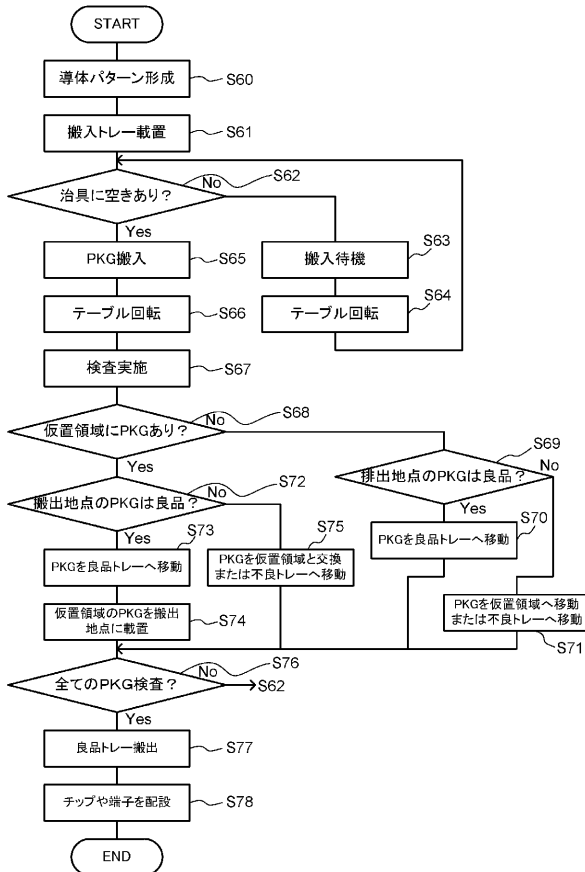 START
導体パターン形成
S60
搬入トレー載置
S61
治具に空きあり?
No
S62
Yes
PKG搬入
S65
搬入待機
S63
テーブル回転
S66
テーブル回転
S64
検査実施
S67
仮置領域にPKGあり?
No
S68
Yes
排出地点のPKGは良品?
S69
No
Yes
搬出地点のPKGは良品?
No
S72
Yes
PKGを良品トレーへ移動
S73
PKGを仮置領域と交換
または不良トレーへ移動
S75
PKGを良品トレーへ移動
S70
仮置領域のPKGを搬出
地点に載置
S74
PKGを仮置領域へ移動
または不良トレーへ移動
S71
全てのPKG検査?
No
S76
S62
Yes
良品トレー搬出
S77
チップや端子を配設
S78
END